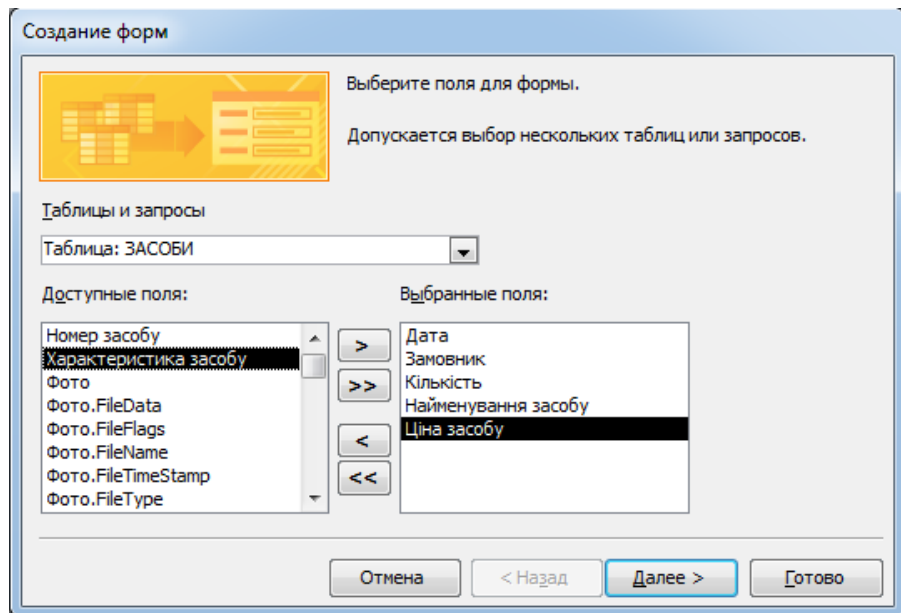 Создание форм
Выберите поля для формы.
Допускается выбор нескольких таблиц или запросов.
Таблицы и запросы
Таблица: ЗАСОБИ
Доступные поля:
Выбранные поля:
Номер засобу
Характеристика засобу
Фото
Фото.FileData
Фото.FileFlags
Фото.FileName
Фото.FileTimeStamp
Фото.FileType
>
>>
<
<<
Дата
Замовник
Кількість
Найменування засобу
Ціна засобу
Отмена
< Назад
Далее >
Готово